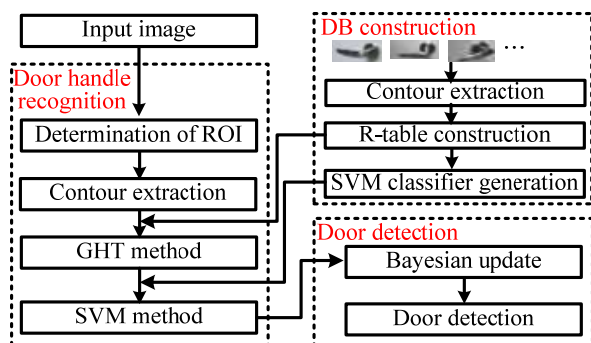 Input image
Door handle
recognition
Determination of ROI
Contour extraction
GHT method
SVM method
DB construction
...
Contour extraction
R-table construction
SVM classifier generation
Door detection
Bayesian update
Door detection